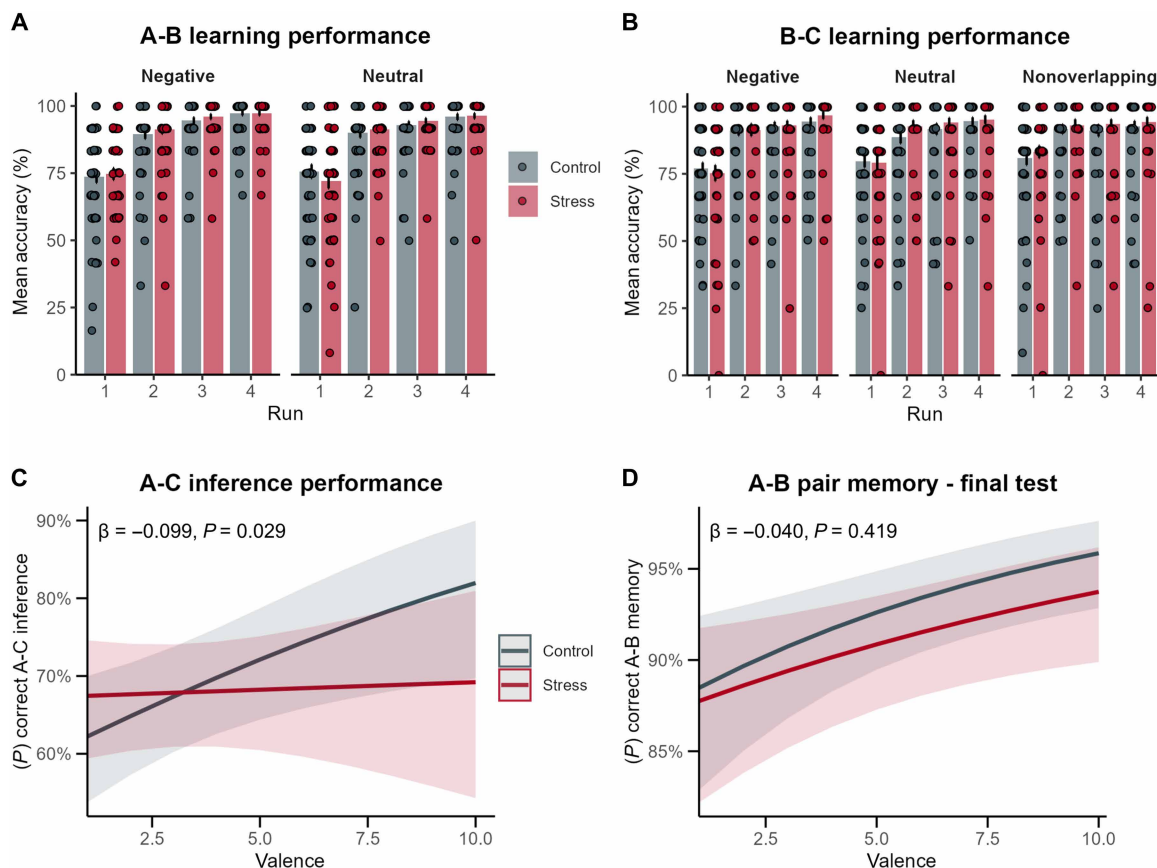 A
A-B learning performance
Negative
Neutral
Mean accuracy (%)
100
75
50
25
0
1 2 3 4
1 2 3 4
Run
Control
Stress
B
B-C learning performance
Negative
Neutral
Nonoverlapping
Mean accuracy (%)
100
75
50
25
0
1 2 3 4
1 2 3 4
1 2 3 4
Run
C
A-C inference performance
β = −0.099, P = 0.029
(P) correct A-C inference
90%
80%
70%
60%
2.5 5.0 7.5 10.0
Valence
Control
Stress
D
A-B pair memory - final test
β = −0.040, P = 0.419
(P) correct A-B memory
95%
90%
85%
2.5 5.0 7.5 10.0
Valence